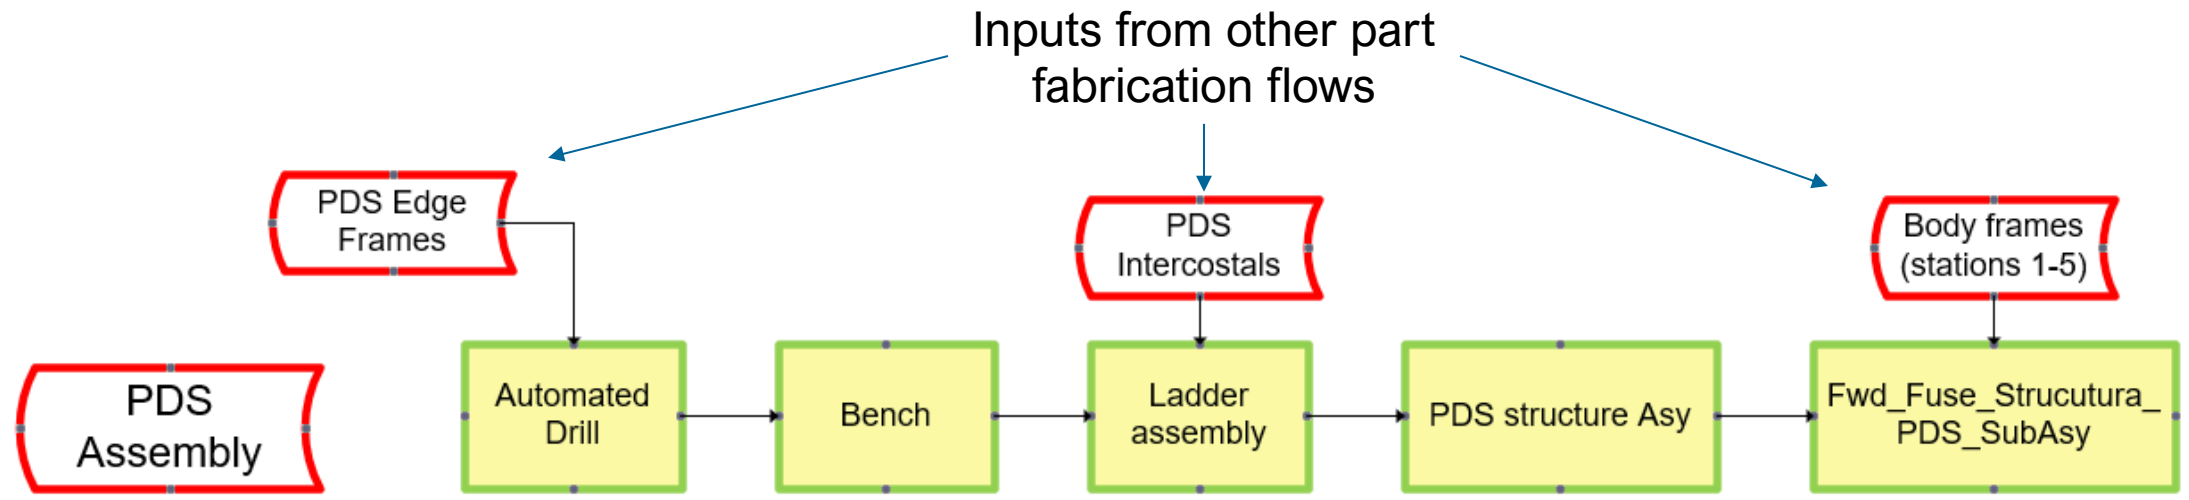 Inputs from other part
fabrication flows
PDS Edge
Frames
PDS
Intercostals
Body frames
(stations 1-5)
PDS
Assembly
Automated
Drill
Bench
Ladder
assembly
PDS structure Asy
Fwd_Fuse_Strucutura_
PDS_SubAsy